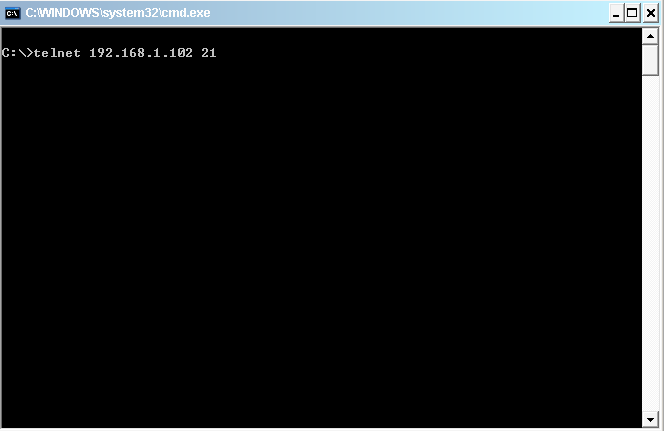 C:\WINDOWS\system32\cmd.exe
C:\>telnet 192.168.1.102 21